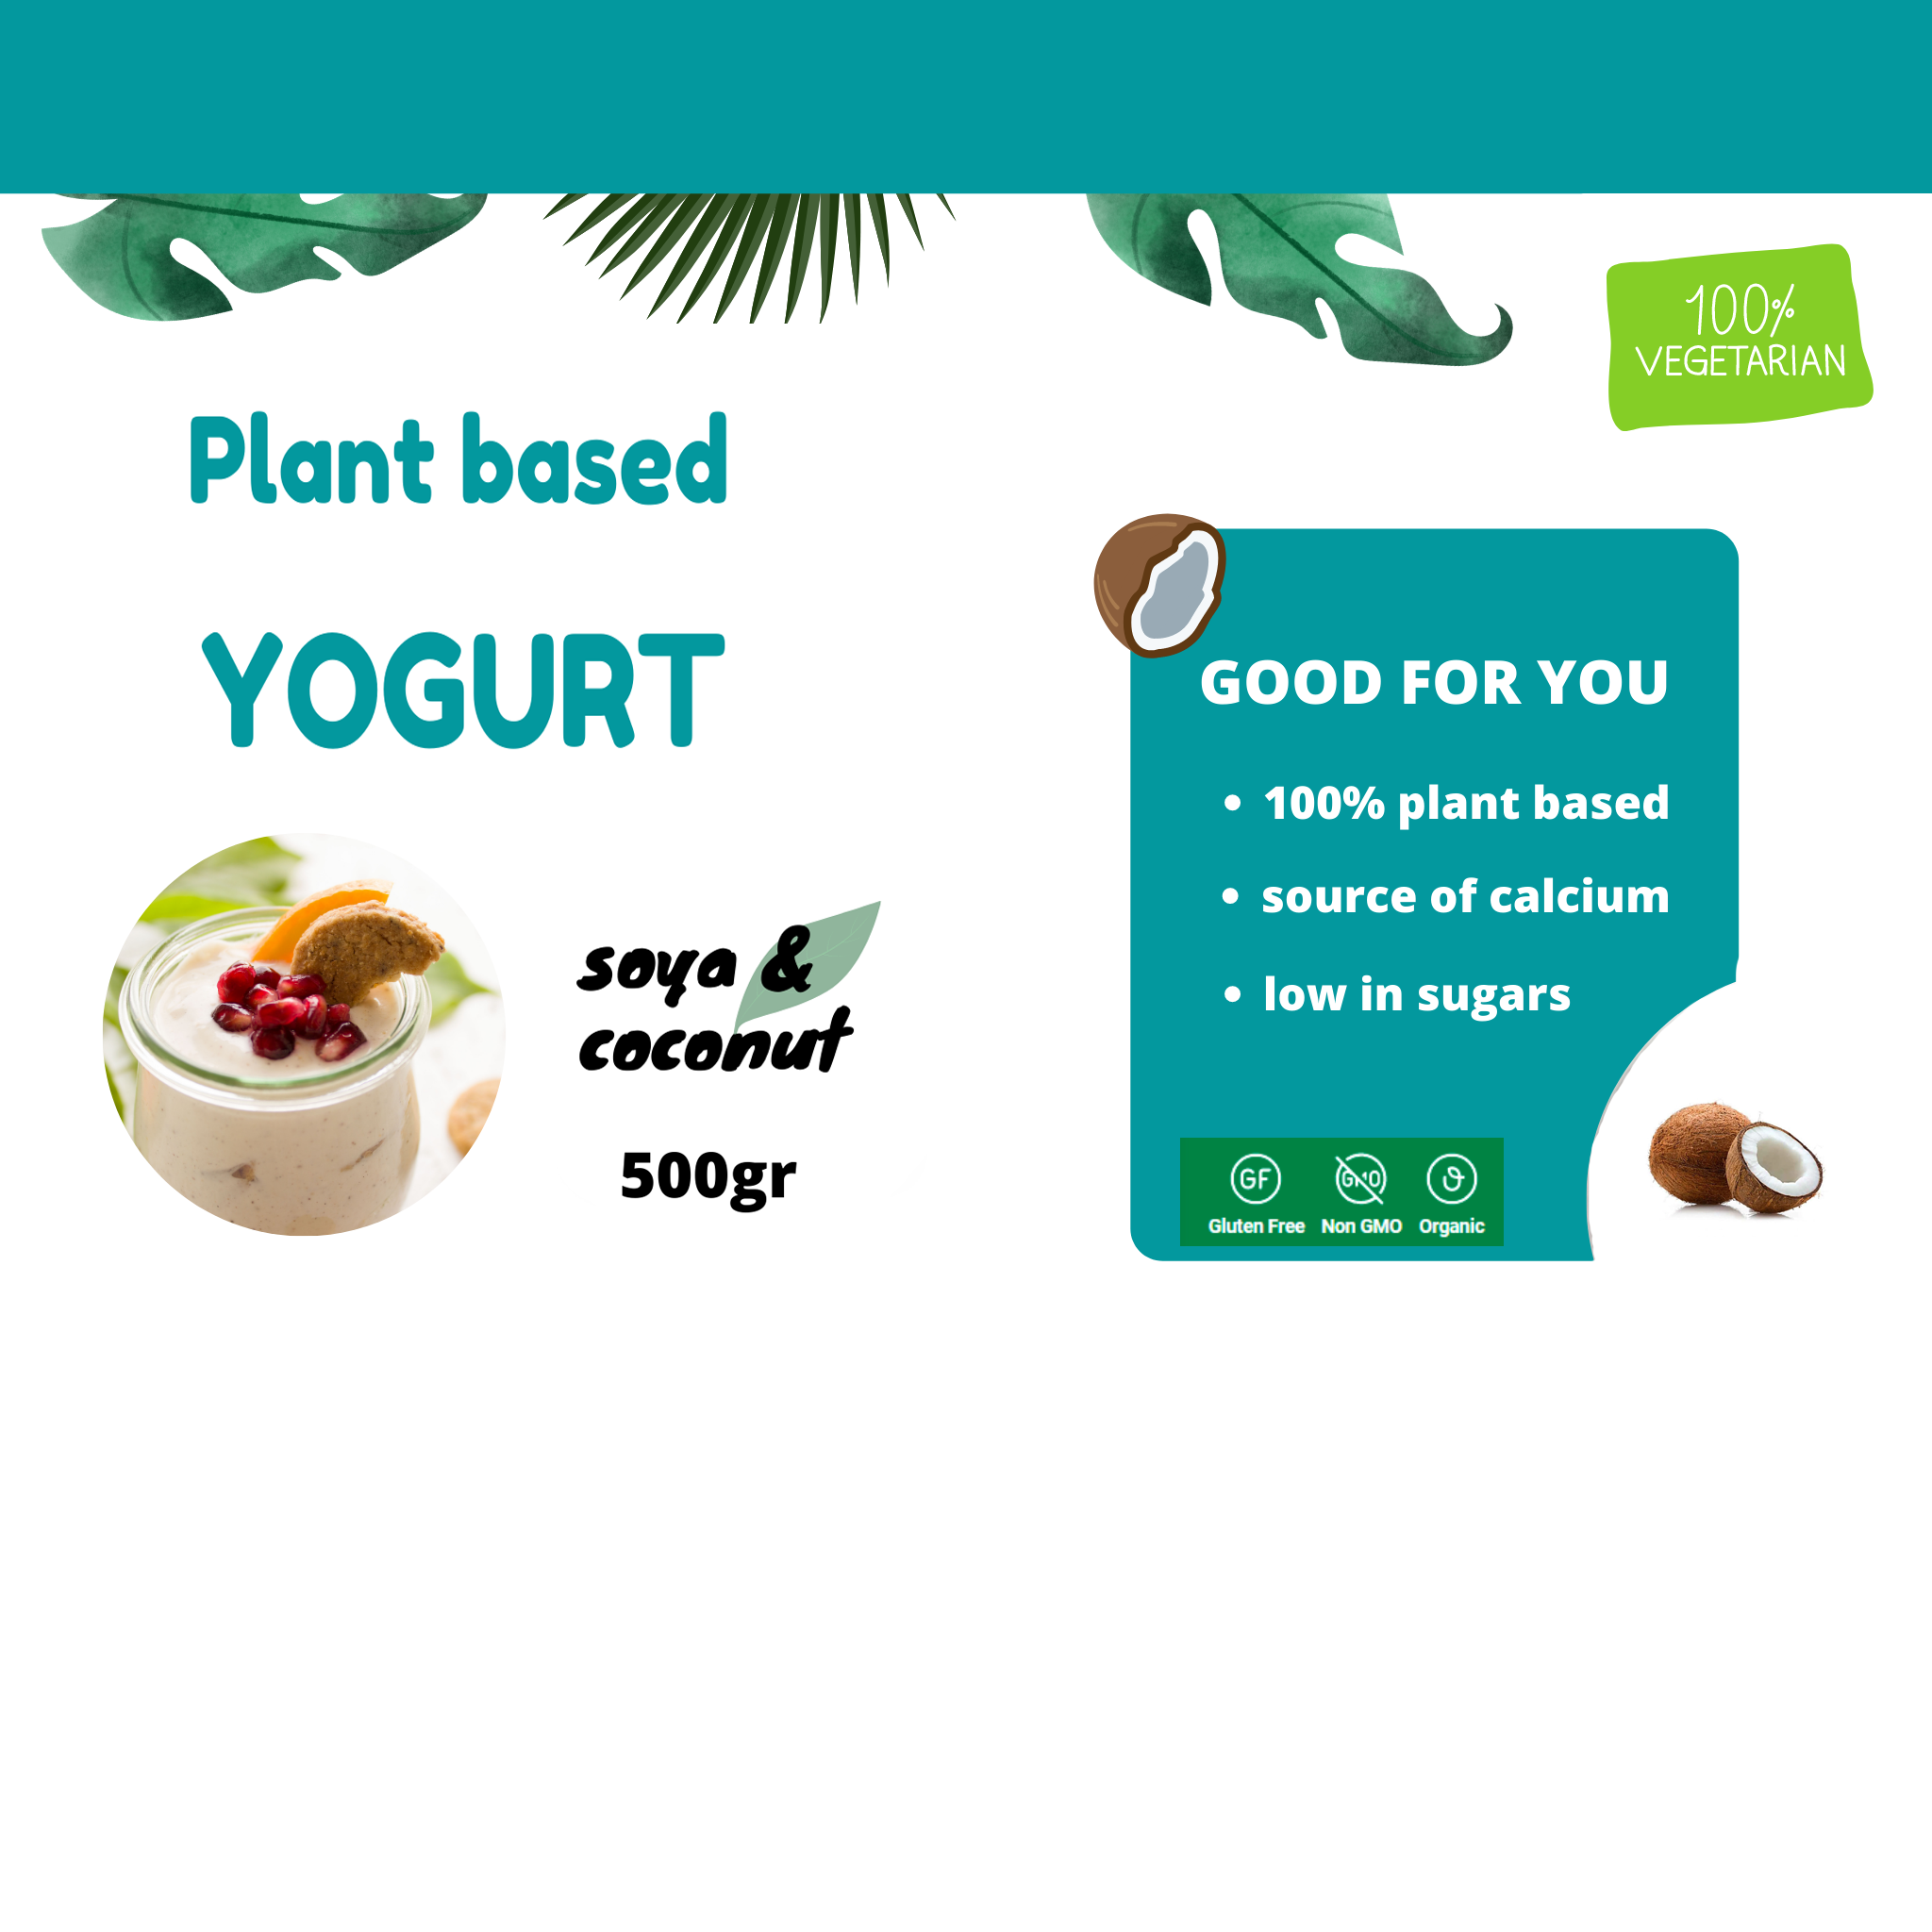 100%
VEGETARIAN
Plant based
YOGURT
soya &
coconut
500gr
GOOD FOR YOU
• 100% plant based
• source of calcium
• low in sugars
GF GMO
Gluten Free Non GMO Organic